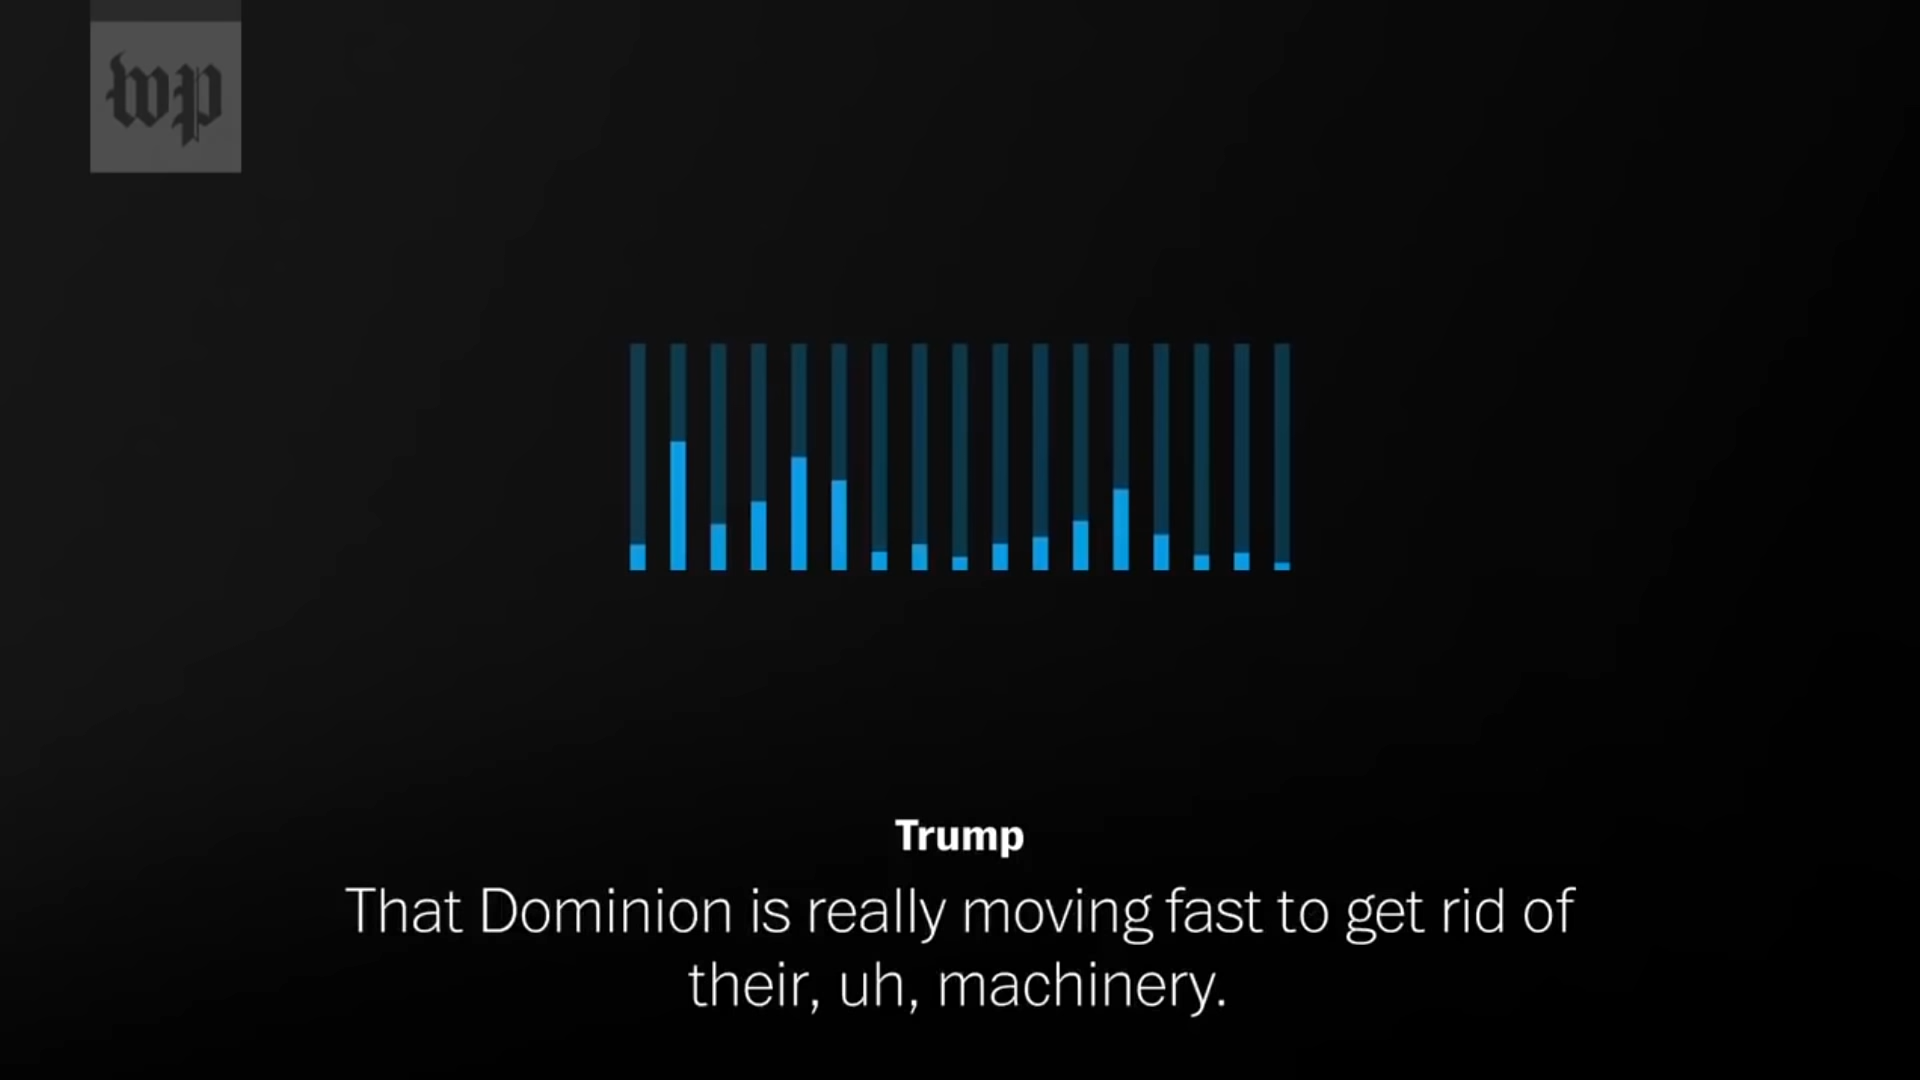 wp
Trump
That Dominion is really moving fast to get rid of
their, uh, machinery.